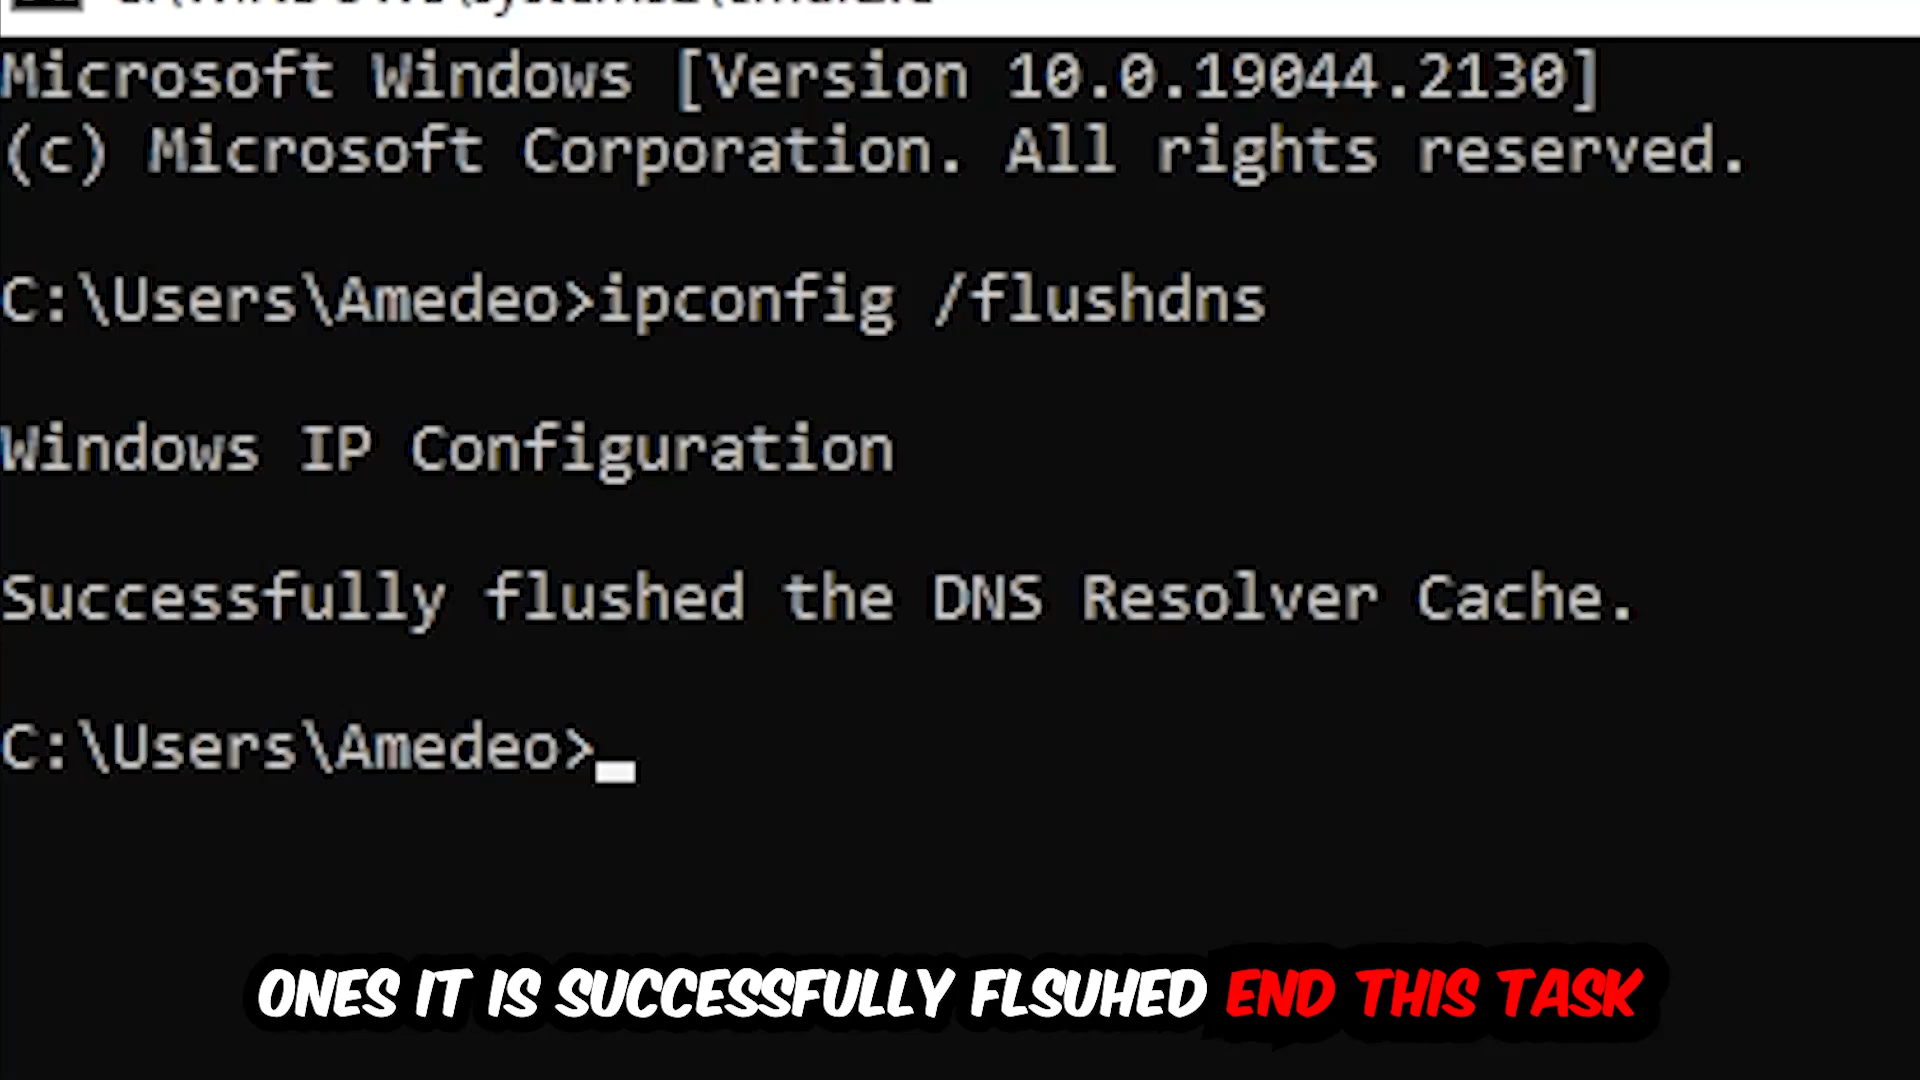 Microsoft Windows [Version 10.0.19044.2130]
(c) Microsoft Corporation. All rights reserved.
C:\Users\Amedeo>ipconfig /flushdns
Windows IP Configuration
Successfully flushed the DNS Resolver Cache.
C:\Users\Amedeo>
ONES IT IS SUCCESSFULLY FLSUHED END THIS TASK